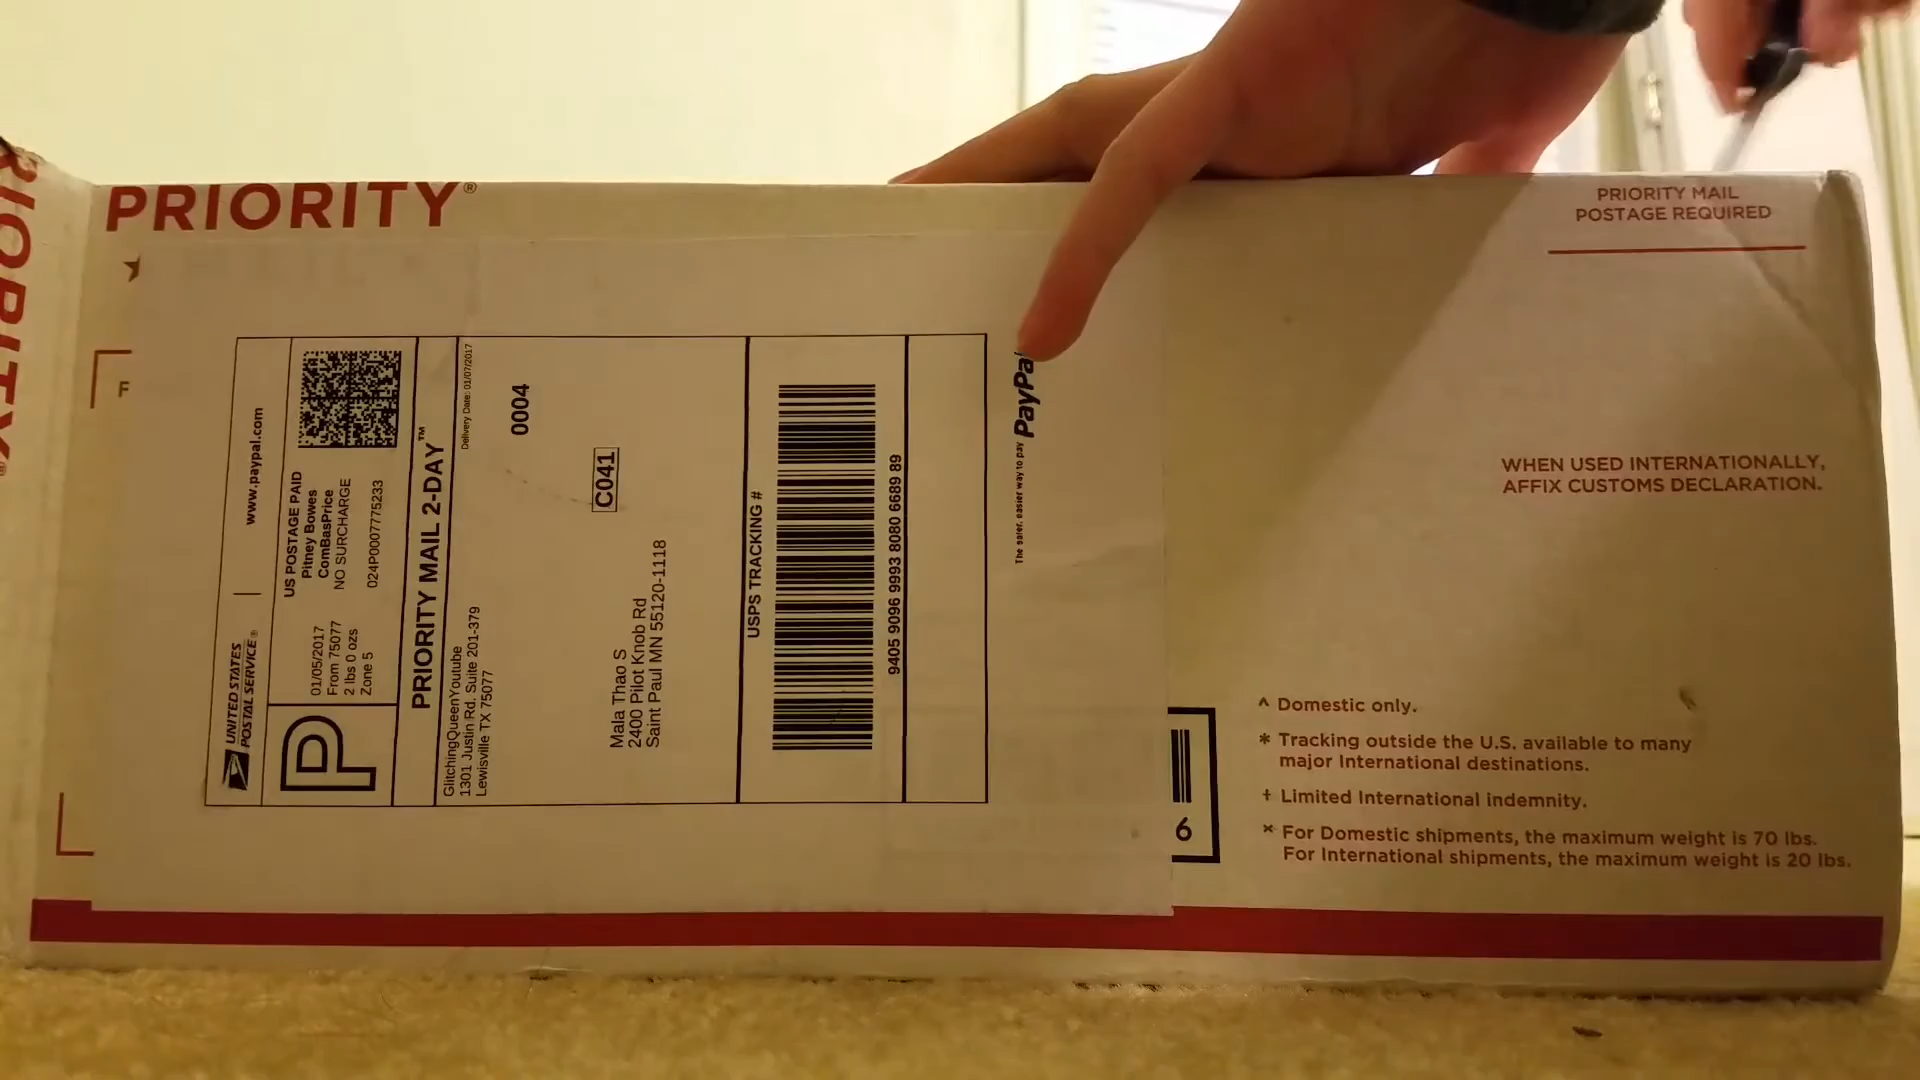 PRIORITY®
PRIORITY®
PRIORITY MAIL
POSTAGE REQUIRED
F
UNITED STATES
POSTAL SERVICE®
www.paypal.com
P
01/05/2017
From 75077
2 lbs 0 ozs
Zone 5
US POSTAGE PAID
Pitney Bowes
ComBasPrice
NO SURCHARGE
024P0007775233
PRIORITY MAIL 2-DAY™
GlitchingQueenYoutube
1301 Justin Rd. Suite 201-379
Lewisville TX 75077
Delivery Date: 01/07/2017
0004
C041
Mala Thao S
2400 Pilot Knob Rd
Saint Paul MN 55120-1118
USPS TRACKING #
9405 9096 9993 8080 6689 89
The safer, easier way to pay
PayPal
WHEN USED INTERNATIONALLY,
AFFIX CUSTOMS DECLARATION.
6
^ Domestic only.
* Tracking outside the U.S. available to many
major International destinations.
† Limited International indemnity.
× For Domestic shipments, the maximum weight is 70 lbs.
For International shipments, the maximum weight is 20 lbs.